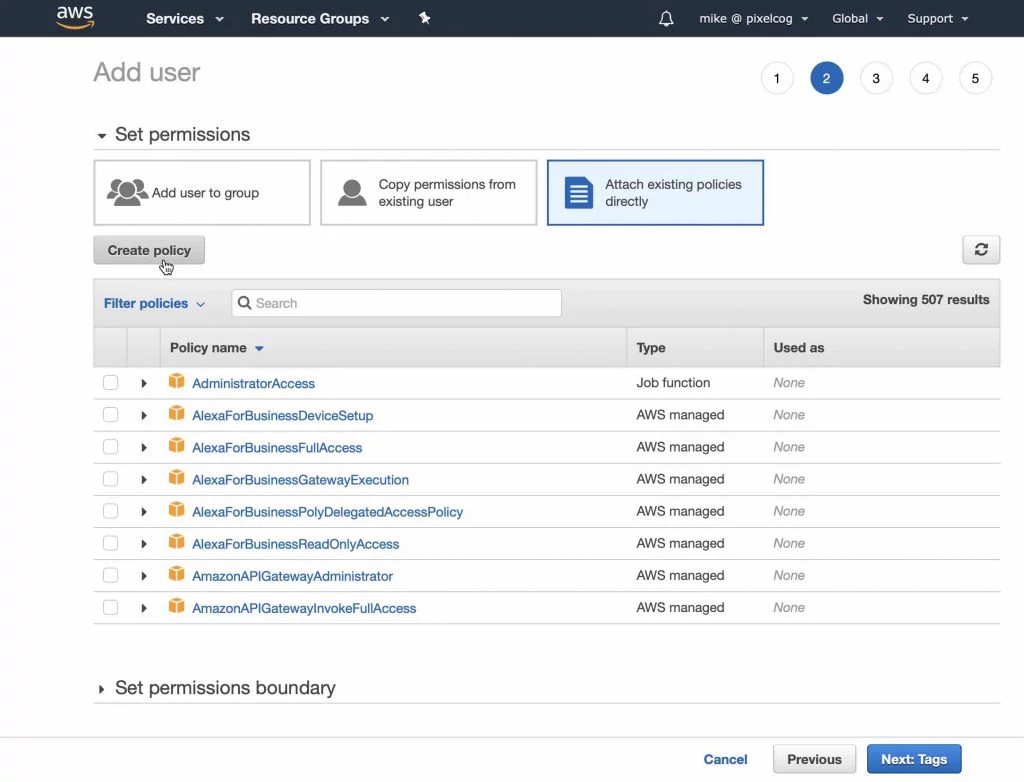 aws Services Resource Groups mike @ pixelcog Global Support
Add user
1 2 3 4 5
Set permissions
Add user to group
Copy permissions from
existing user
Attach existing policies
directly
Create policy
Filter policies Search Showing 507 results
Policy name Type Used as
AdministratorAccess Job function None
AlexaForBusinessDeviceSetup AWS managed None
AlexaForBusinessFullAccess AWS managed None
AlexaForBusinessGatewayExecution AWS managed None
AlexaForBusinessPolyDelegatedAccessPolicy AWS managed None
AlexaForBusinessReadOnlyAccess AWS managed None
AmazonAPIGatewayAdministrator AWS managed None
AmazonAPIGatewayInvokeFullAccess AWS managed None
Set permissions boundary
Cancel Previous Next: Tags